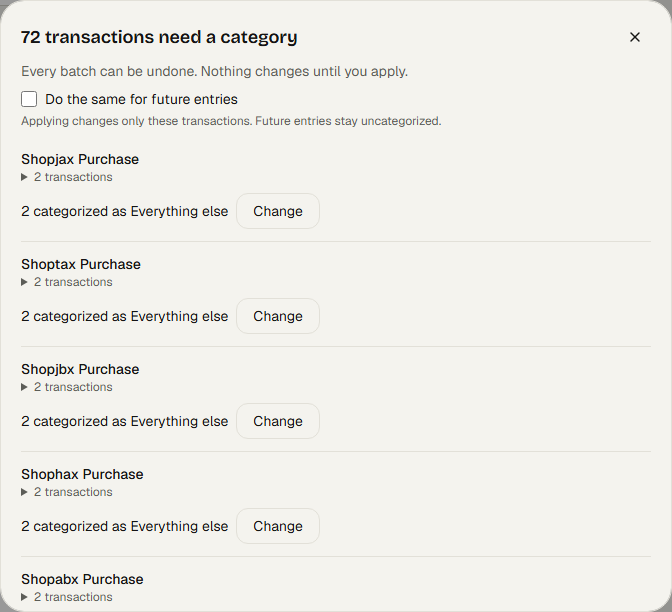 72 transactions need a category
Every batch can be undone. Nothing changes until you apply.
Do the same for future entries
Applying changes only these transactions. Future entries stay uncategorized.
Shopjax Purchase
2 transactions
2 categorized as Everything else Change
Shoptax Purchase
2 transactions
2 categorized as Everything else Change
Shopjbx Purchase
2 transactions
2 categorized as Everything else Change
Shophax Purchase
2 transactions
2 categorized as Everything else Change
Shopabx Purchase
2 transactions